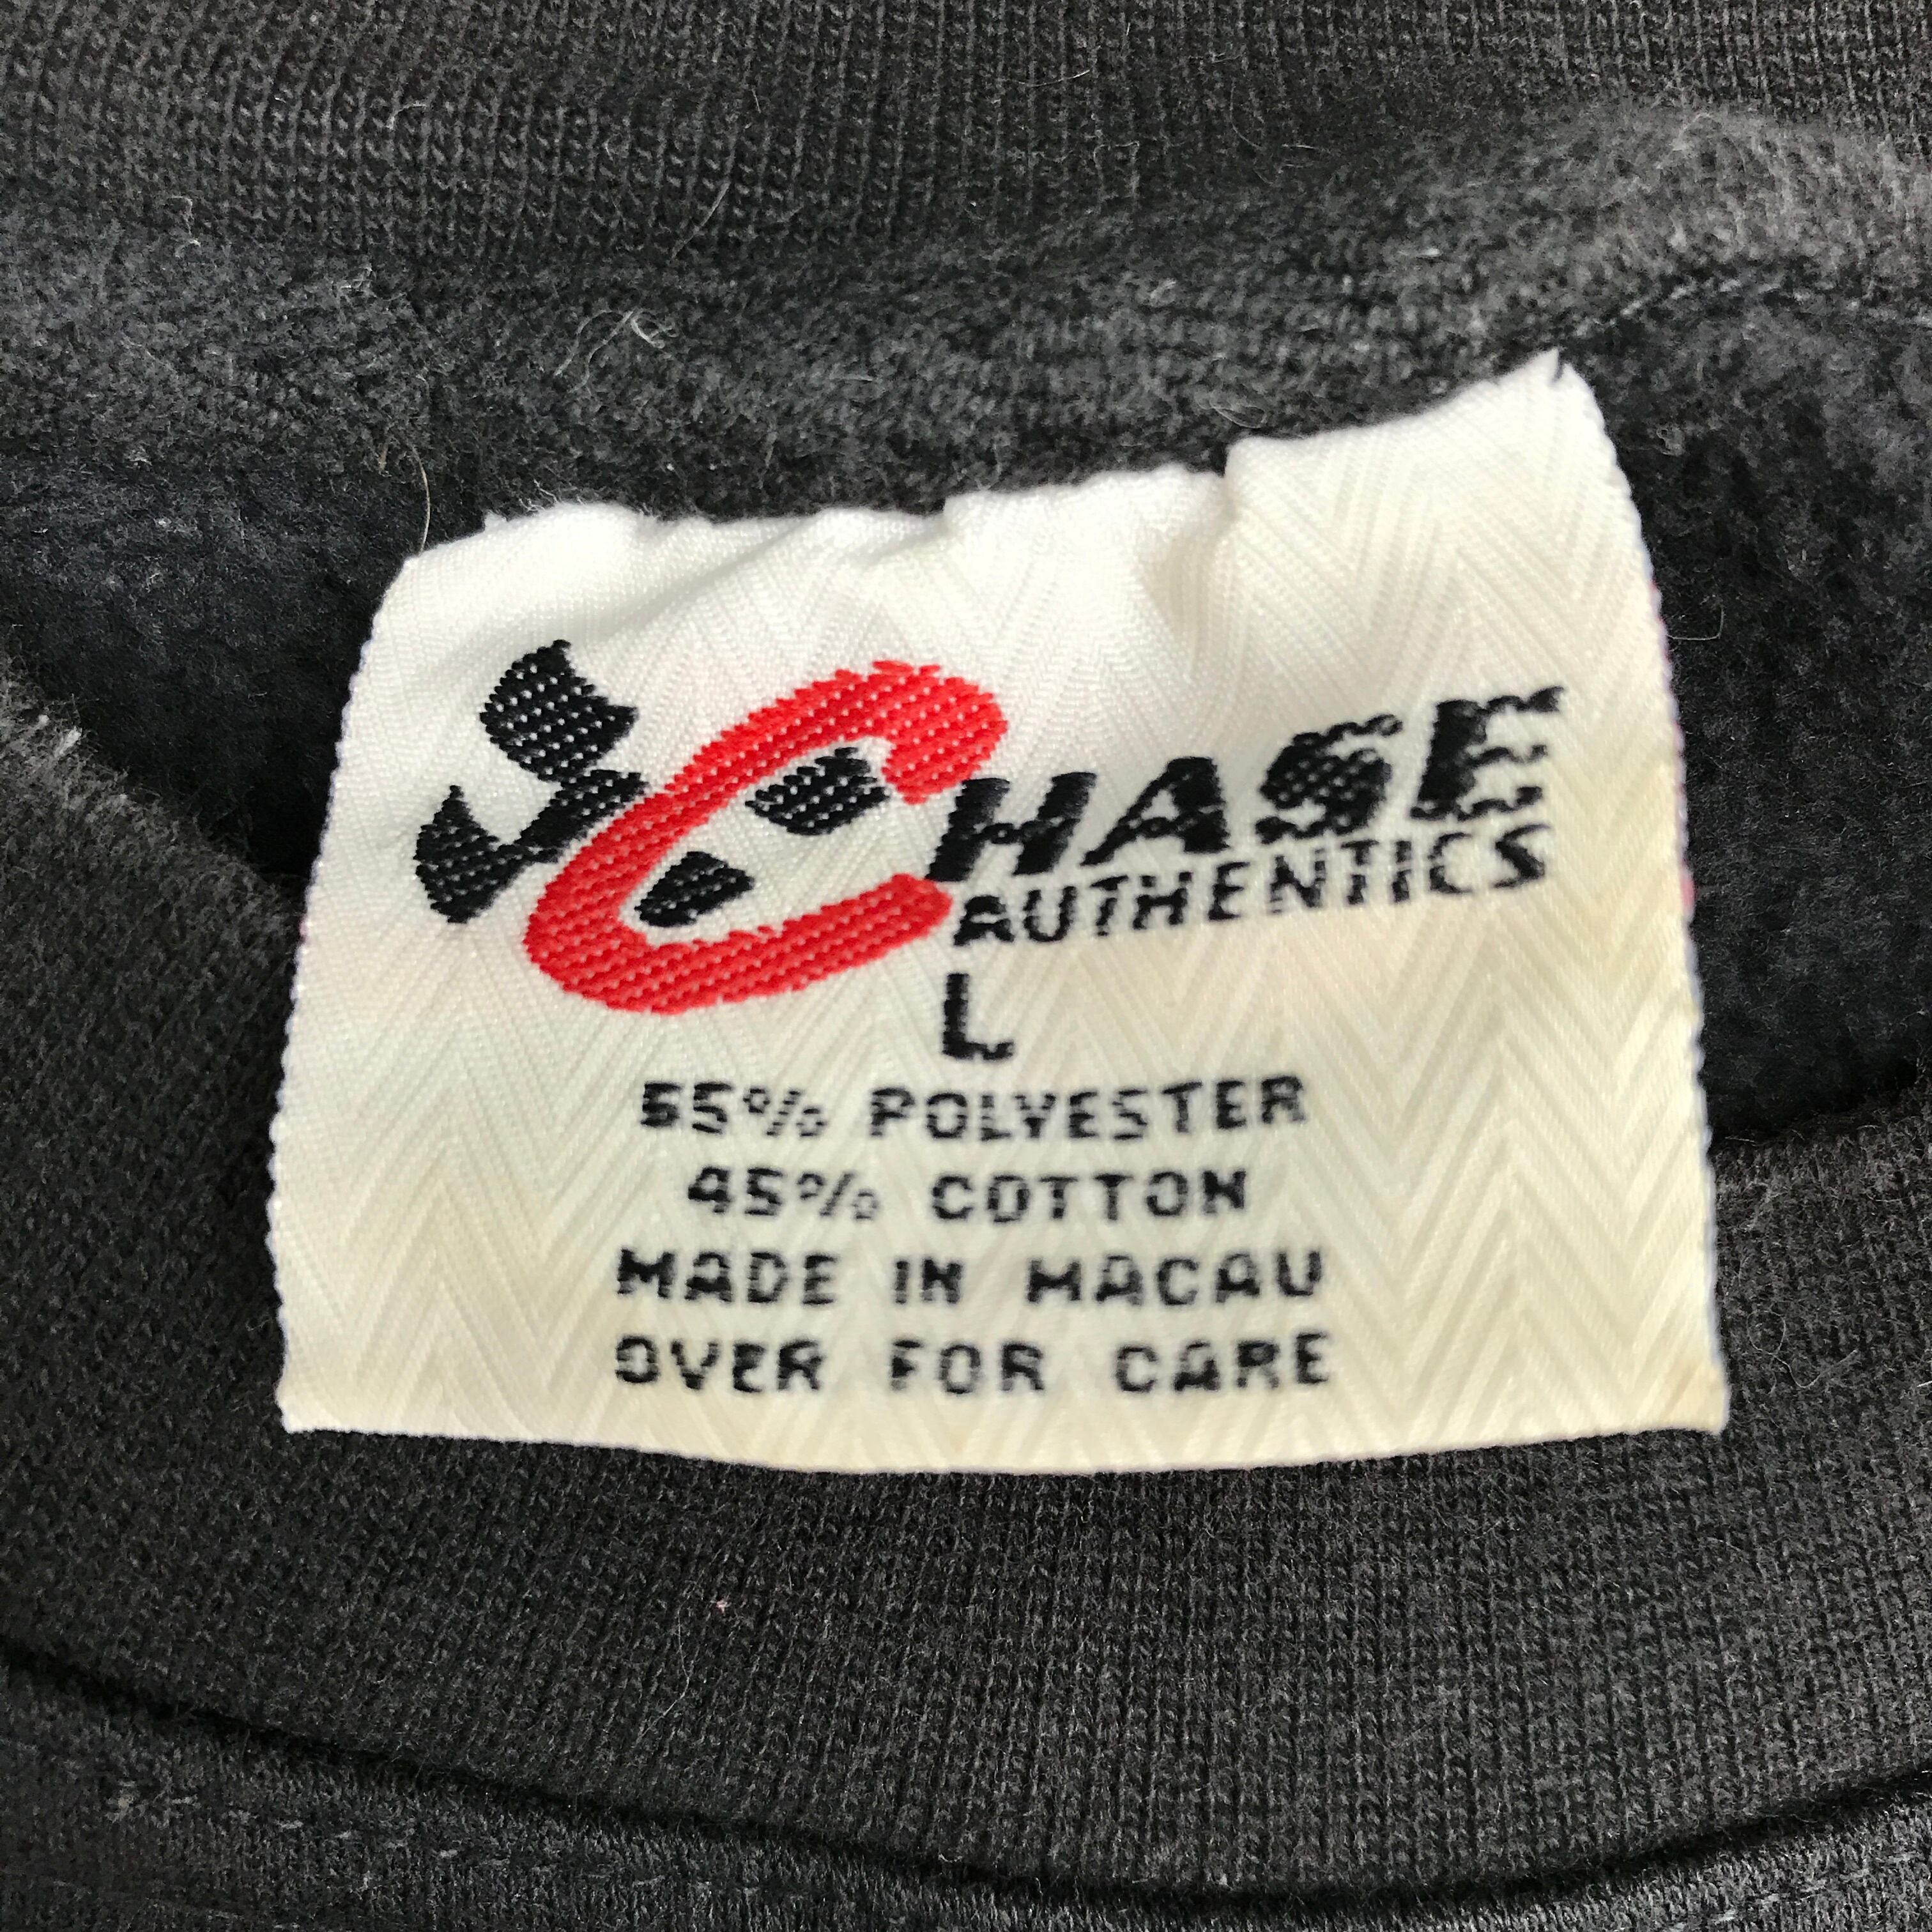 CHASE
AUTHENTICS
L
55% POLYESTER
45% COTTON
MADE IN MACAU
OVER FOR CARE